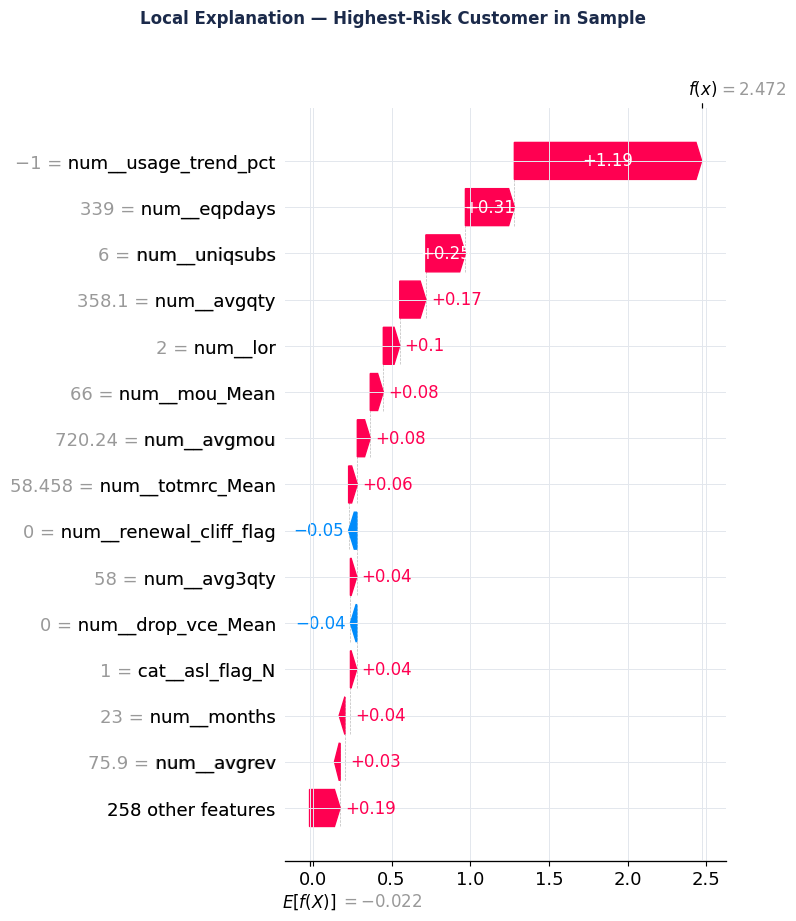 Local Explanation — Highest-Risk Customer in Sample
f(x) = 2.472
−1 = num__usage_trend_pct +1.19
339 = num__eqpdays +0.31
6 = num__uniqsubs +0.25
358.1 = num__avgqty +0.17
2 = num__lor +0.1
66 = num__mou_Mean +0.08
720.24 = num__avgmou +0.08
58.458 = num__totmrc_Mean +0.06
0 = num__renewal_cliff_flag −0.05
58 = num__avg3qty +0.04
0 = num__drop_vce_Mean −0.04
1 = cat__asl_flag_N +0.04
23 = num__months +0.04
75.9 = num__avgrev +0.03
258 other features +0.19
0.0 0.5 1.0 1.5 2.0 2.5
E[f(X)] = −0.022